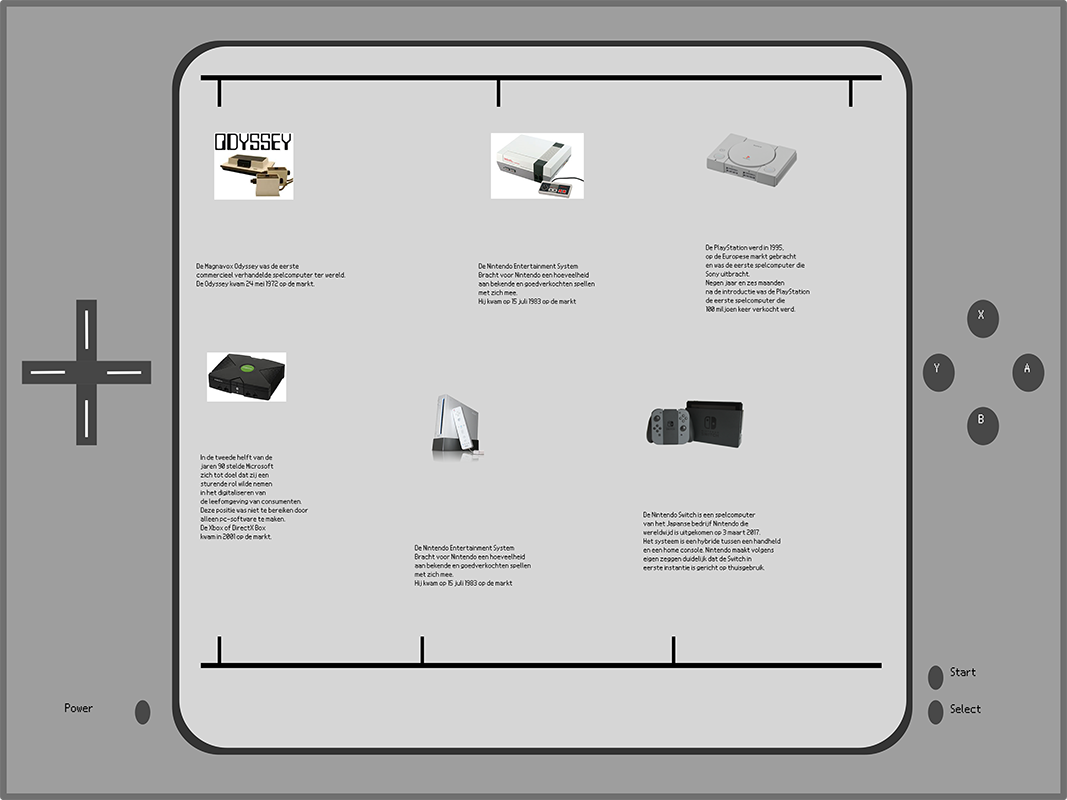 ODYSSEY
De Magnavox Odyssey was de eerste
commercieel verhandelde spelcomputer ter wereld.
De Odyssey kwam 24 mei 1972 op de markt.
De Nintendo Entertainment System
Bracht voor Nintendo een hoeveelheid
aan bekende en goedverkochten spellen
met zich mee.
Hij kwam op 15 juli 1983 op de markt
De PlayStation werd in 1995,
op de Europese markt gebracht
en was de eerste spelcomputer die
Sony uitbracht.
Negen jaar en zes maanden
na de introductie was de PlayStation
de eerste spelcomputer die
100 miljoen keer verkocht werd.
In de tweede helft van de
jaren 90 stelde Microsoft
zich tot doel dat zij een
sturende rol wilde nemen
in het digitaliseren van
de leefomgeving van consumenten.
Deze positie was niet te bereiken door
alleen pc-software te maken.
De Xbox of DirectX Box
kwam in 2001 op de markt.
De Nintendo Entertainment System
Bracht voor Nintendo een hoeveelheid
aan bekende en goedverkochten spellen
met zich mee.
Hij kwam op 15 juli 1983 op de markt
De Nintendo Switch is een spelcomputer
van het Japanse bedrijf Nintendo die
wereldwijd is uitgekomen op 3 maart 2017.
Het systeem is een hybride tussen een handheld
en een home console. Nintendo maakt volgens
eigen zeggen duidelijk dat de Switch in
eerste instantie is gericht op thuisgebruik.
X
Y
A
B
Start
Select
Power